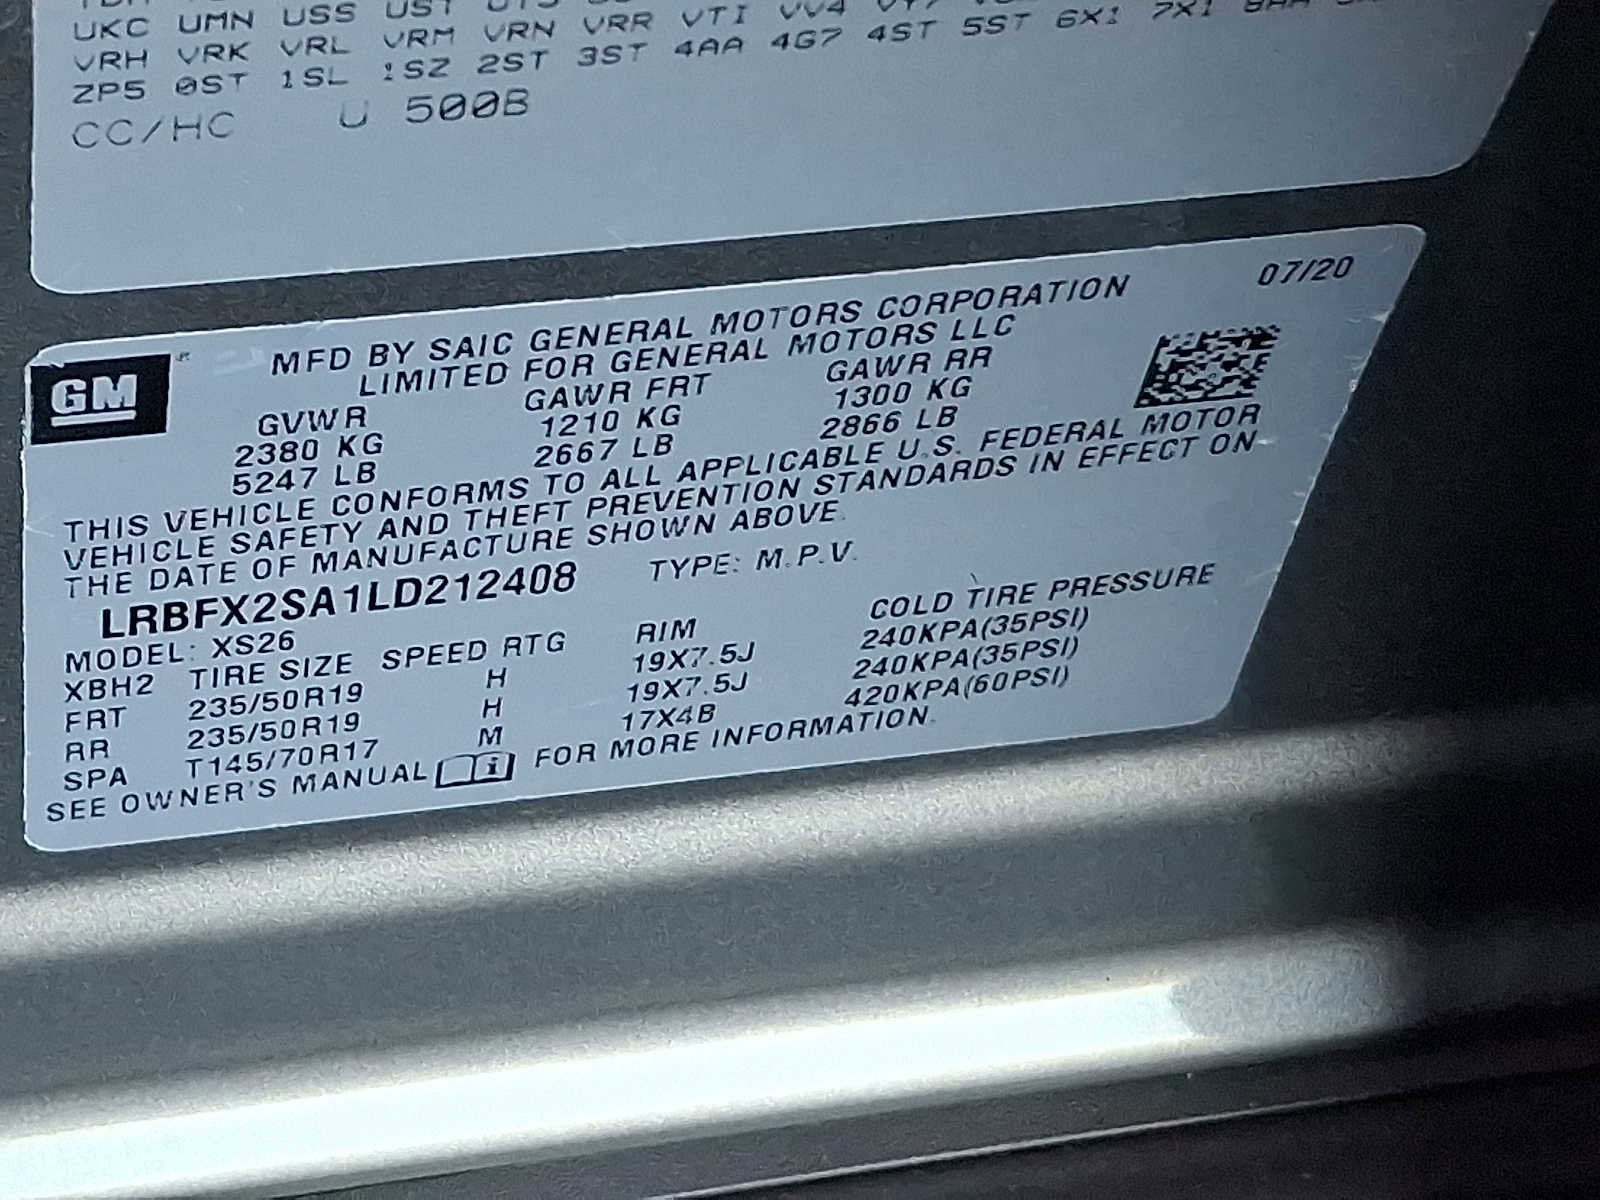 UKC UMN USS UST
VRH VRK VRL VRM VRN VRR VTI VV4
ZP5 0ST 1SL 1SZ 2ST 3ST 4AA 4G7 4ST 5ST 6X1 7X1
CC/HC U 500B
07/20
GM
MFD BY SAIC GENERAL MOTORS CORPORATION
LIMITED FOR GENERAL MOTORS LLC
GVWR GAWR FRT GAWR RR
2380 KG 1210 KG 1300 KG
5247 LB 2667 LB 2866 LB
THIS VEHICLE CONFORMS TO ALL APPLICABLE U.S. FEDERAL MOTOR
VEHICLE SAFETY AND THEFT PREVENTION STANDARDS IN EFFECT ON
THE DATE OF MANUFACTURE SHOWN ABOVE.
LRBFX2SA1LD212408 TYPE: M.P.V.
MODEL: XS26
XBH2 TIRE SIZE SPEED RTG RIM COLD TIRE PRESSURE
FRT 235/50R19 H 19X7.5J 240KPA(35PSI)
RR 235/50R19 H 19X7.5J 240KPA(35PSI)
SPA T145/70R17 M 17X4B 420KPA(60PSI)
SEE OWNER'S MANUAL i FOR MORE INFORMATION.